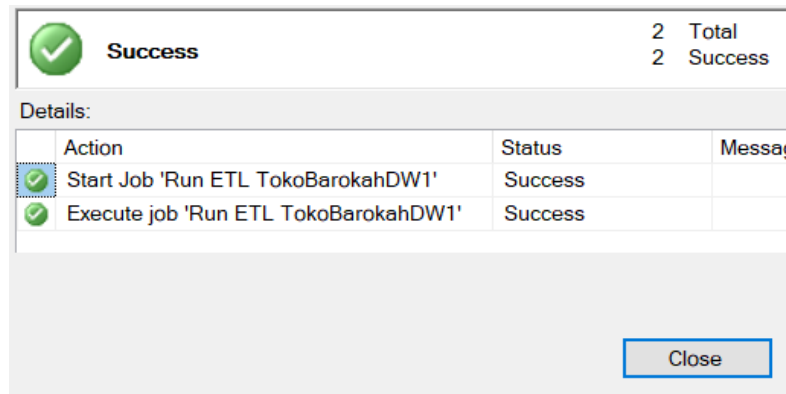 Success
2 Total
2 Success
Details:
Action Status Messag
Start Job 'Run ETL TokoBarokahDW1' Success
Execute job 'Run ETL TokoBarokahDW1' Success
Close